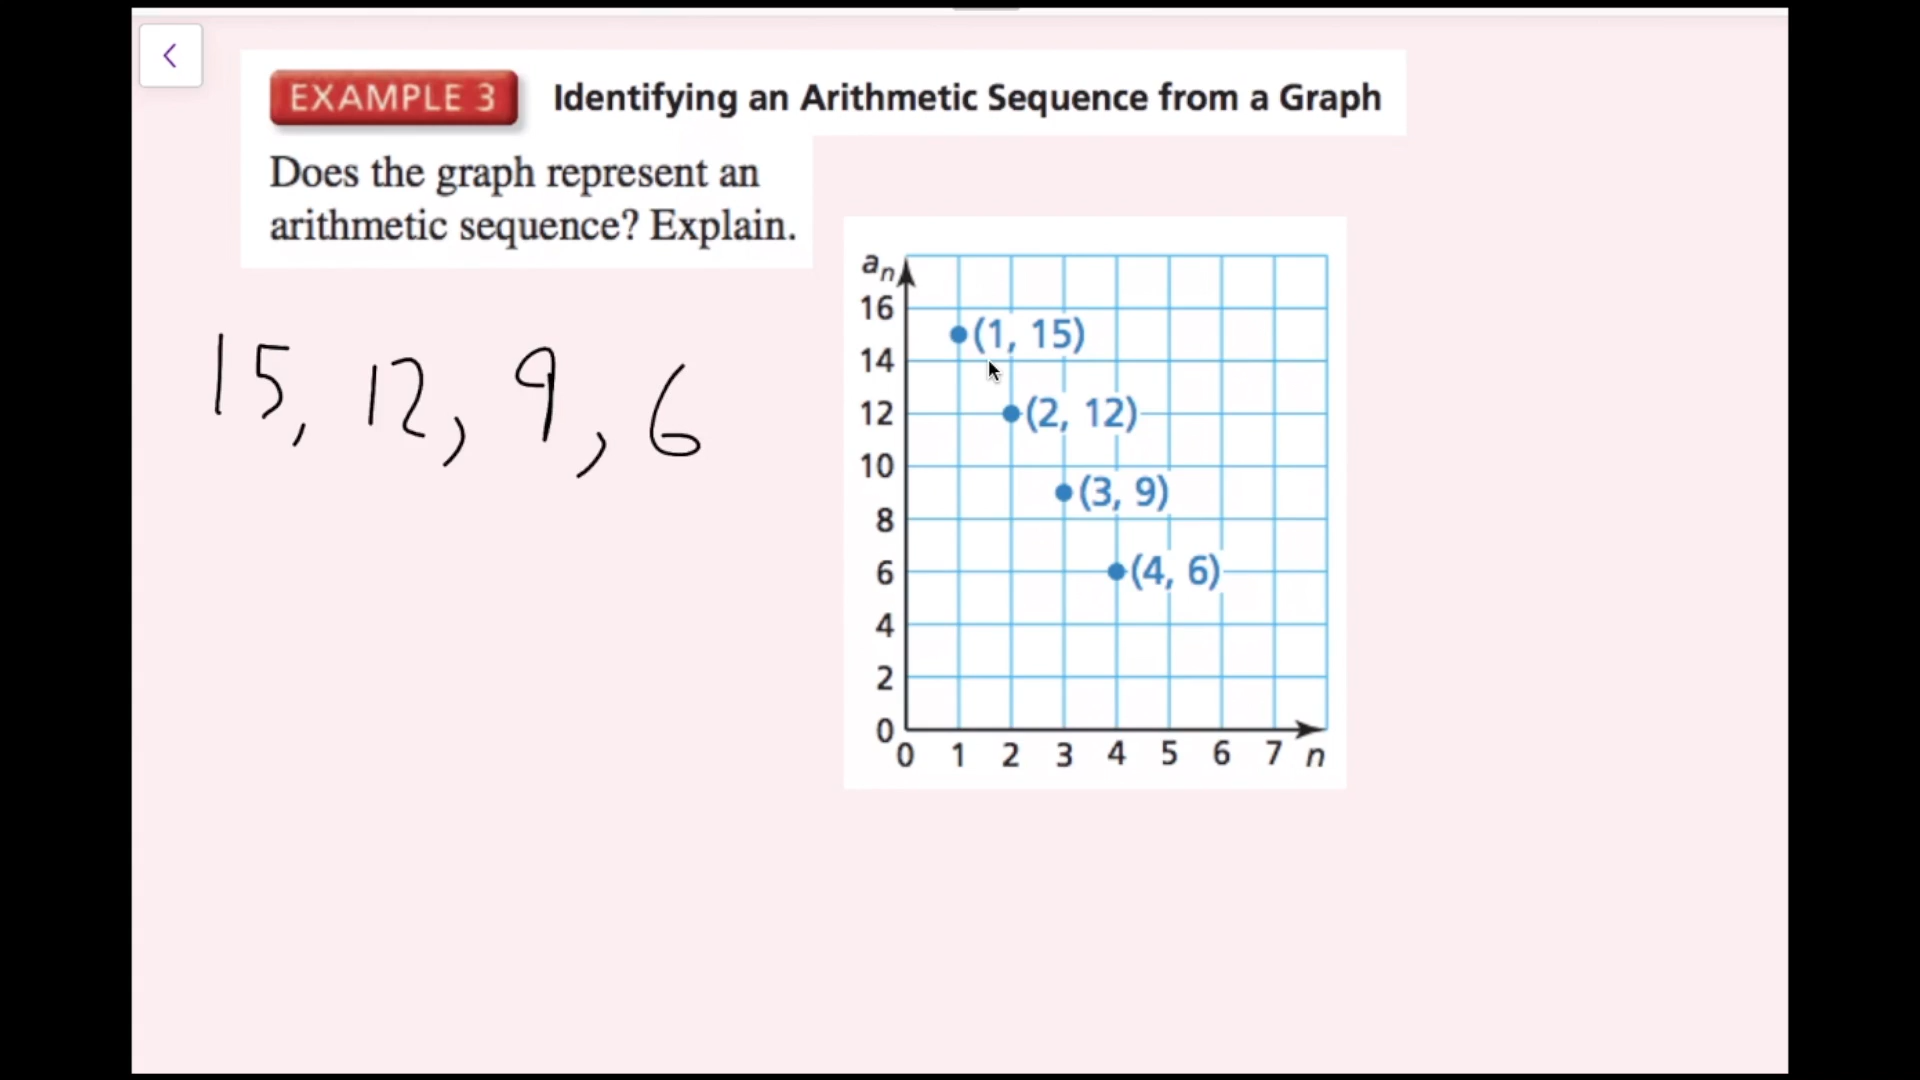 EXAMPLE 3 Identifying an Arithmetic Sequence from a Graph
Does the graph represent an
arithmetic sequence? Explain.
15, 12, 9, 6
aₙ
16
(1, 15)
14
12
(2, 12)
10
(3, 9)
8
6
(4, 6)
4
2
0
0 1 2 3 4 5 6 7 n